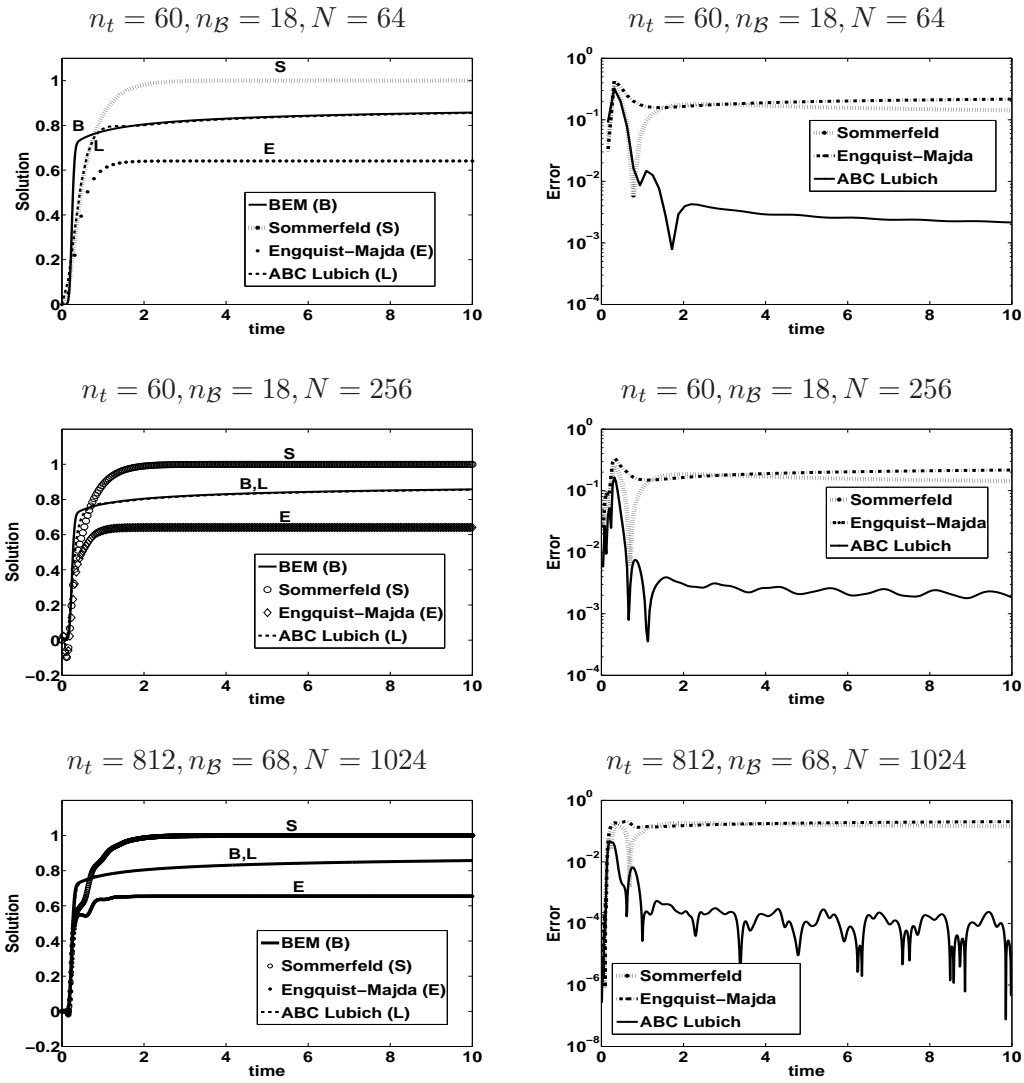 n_t = 60, n_B = 18, N = 64
Solution
1
0.8
0.6
0.4
0.2
0
0 2 4 6 8 10
time
S
B
L
E
BEM (B)
Sommerfeld (S)
Engquist−Majda (E)
ABC Lubich (L)
Error
10^0
10^−1
10^−2
10^−3
10^−4
0 2 4 6 8 10
time
Sommerfeld
Engquist−Majda
ABC Lubich
n_t = 60, n_B = 18, N = 256
Solution
1
0.8
0.6
0.4
0.2
0
−0.2
0 2 4 6 8 10
time
S
B,L
E
BEM (B)
Sommerfeld (S)
Engquist−Majda (E)
ABC Lubich (L)
n_t = 60, n_B = 18, N = 256
Error
10^0
10^−1
10^−2
10^−3
10^−4
0 2 4 6 8 10
time
Sommerfeld
Engquist−Majda
ABC Lubich
n_t = 812, n_B = 68, N = 1024
Solution
1
0.8
0.6
0.4
0.2
0
−0.2
0 2 4 6 8 10
time
S
B,L
E
BEM (B)
Sommerfeld (S)
Engquist−Majda (E)
ABC Lubich (L)
n_t = 812, n_B = 68, N = 1024
Error
10^0
10^−2
10^−4
10^−6
10^−8
0 2 4 6 8 10
time
Sommerfeld
Engquist−Majda
ABC Lubich
n_t = 60, n_B = 18, N = 64